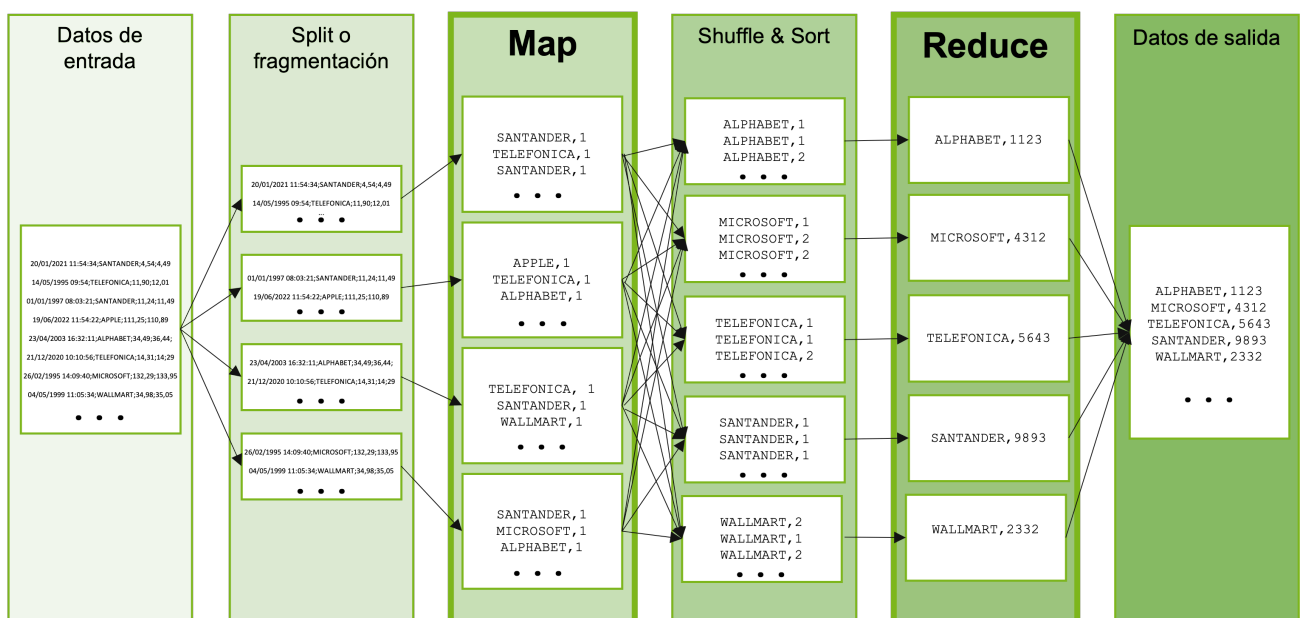 Datos de
entrada
20/01/2021 11:54:34;SANTANDER;4,54;4,49
14/05/1995 09:54;TELEFONICA;11,90;12,01
01/01/1997 08:03:21;SANTANDER;11,24;11,49
19/06/2022 11:54:22;APPLE;111,25;110,89
23/04/2003 16:32:11;ALPHABET;34,49;36,44;
21/12/2020 10:10:56;TELEFONICA;14,31;14;29
26/02/1995 14:09:40;MICROSOFT;132,29;133,95
04/05/1999 11:05:34;WALLMART;34,98;35,05
• • •
Split o
fragmentación
20/01/2021 11:54:34;SANTANDER;4,54;4,49
14/05/1995 09:54;TELEFONICA;11,90;12,01
...
• • •
01/01/1997 08:03:21;SANTANDER;11,24;11,49
19/06/2022 11:54:22;APPLE;111,25;110,89
• • •
23/04/2003 16:32:11;ALPHABET;34,49;36,44;
21/12/2020 10:10:56;TELEFONICA;14,31;14;29
• • •
26/02/1995 14:09:40;MICROSOFT;132,29;133,95
04/05/1999 11:05:34;WALLMART;34,98;35,05
• • •
Map
SANTANDER,1
TELEFONICA,1
SANTANDER,1
• • •
APPLE,1
TELEFONICA,1
ALPHABET,1
• • •
TELEFONICA, 1
SANTANDER,1
WALLMART,1
• • •
SANTANDER,1
MICROSOFT,1
ALPHABET,1
• • •
Shuffle & Sort
ALPHABET,1
ALPHABET,1
ALPHABET,2
• • •
MICROSOFT,1
MICROSOFT,2
MICROSOFT,2
• • •
TELEFONICA,1
TELEFONICA,1
TELEFONICA,2
• • •
SANTANDER,1
SANTANDER,1
SANTANDER,1
• • •
WALLMART,2
WALLMART,1
WALLMART,2
• • •
Reduce
ALPHABET,1123
MICROSOFT,4312
TELEFONICA,5643
SANTANDER,9893
WALLMART,2332
Datos de salida
ALPHABET,1123
MICROSOFT,4312
TELEFONICA,5643
SANTANDER,9893
WALLMART,2332
• • •